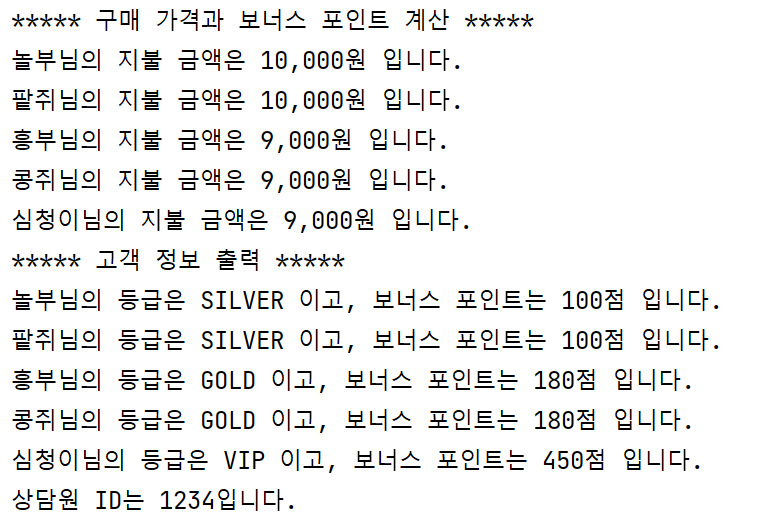 ***** 구매 가격과 보너스 포인트 계산 *****
놀부님의 지불 금액은 10,000원 입니다.
팥쥐님의 지불 금액은 10,000원 입니다.
흥부님의 지불 금액은 9,000원 입니다.
콩쥐님의 지불 금액은 9,000원 입니다.
심청이님의 지불 금액은 9,000원 입니다.
***** 고객 정보 출력 *****
놀부님의 등급은 SILVER 이고, 보너스 포인트는 100점 입니다.
팥쥐님의 등급은 SILVER 이고, 보너스 포인트는 100점 입니다.
흥부님의 등급은 GOLD 이고, 보너스 포인트는 180점 입니다.
콩쥐님의 등급은 GOLD 이고, 보너스 포인트는 180점 입니다.
심청이님의 등급은 VIP 이고, 보너스 포인트는 450점 입니다.
상담원 ID는 1234입니다.